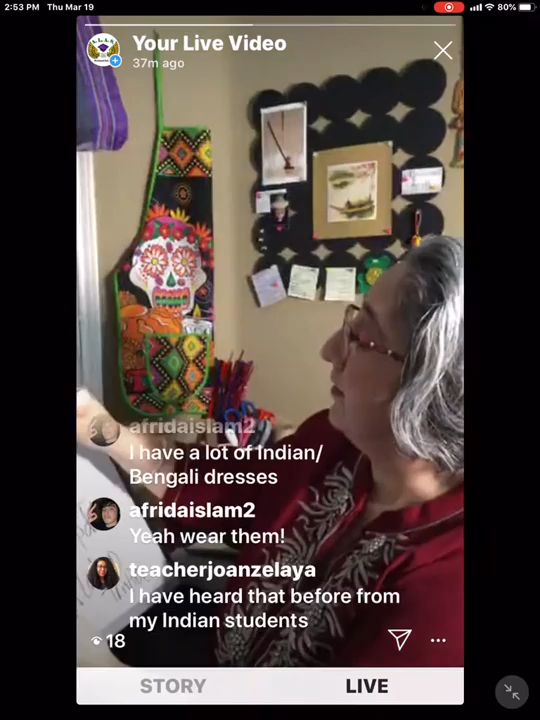 2:53 PM Thu Mar 19
80%
Your Live Video
37m ago
afridaislam2
I have a lot of Indian/
Bengali dresses
afridaislam2
Yeah wear them!
teacherjoanzelaya
I have heard that before from
my Indian students
18
STORY
LIVE